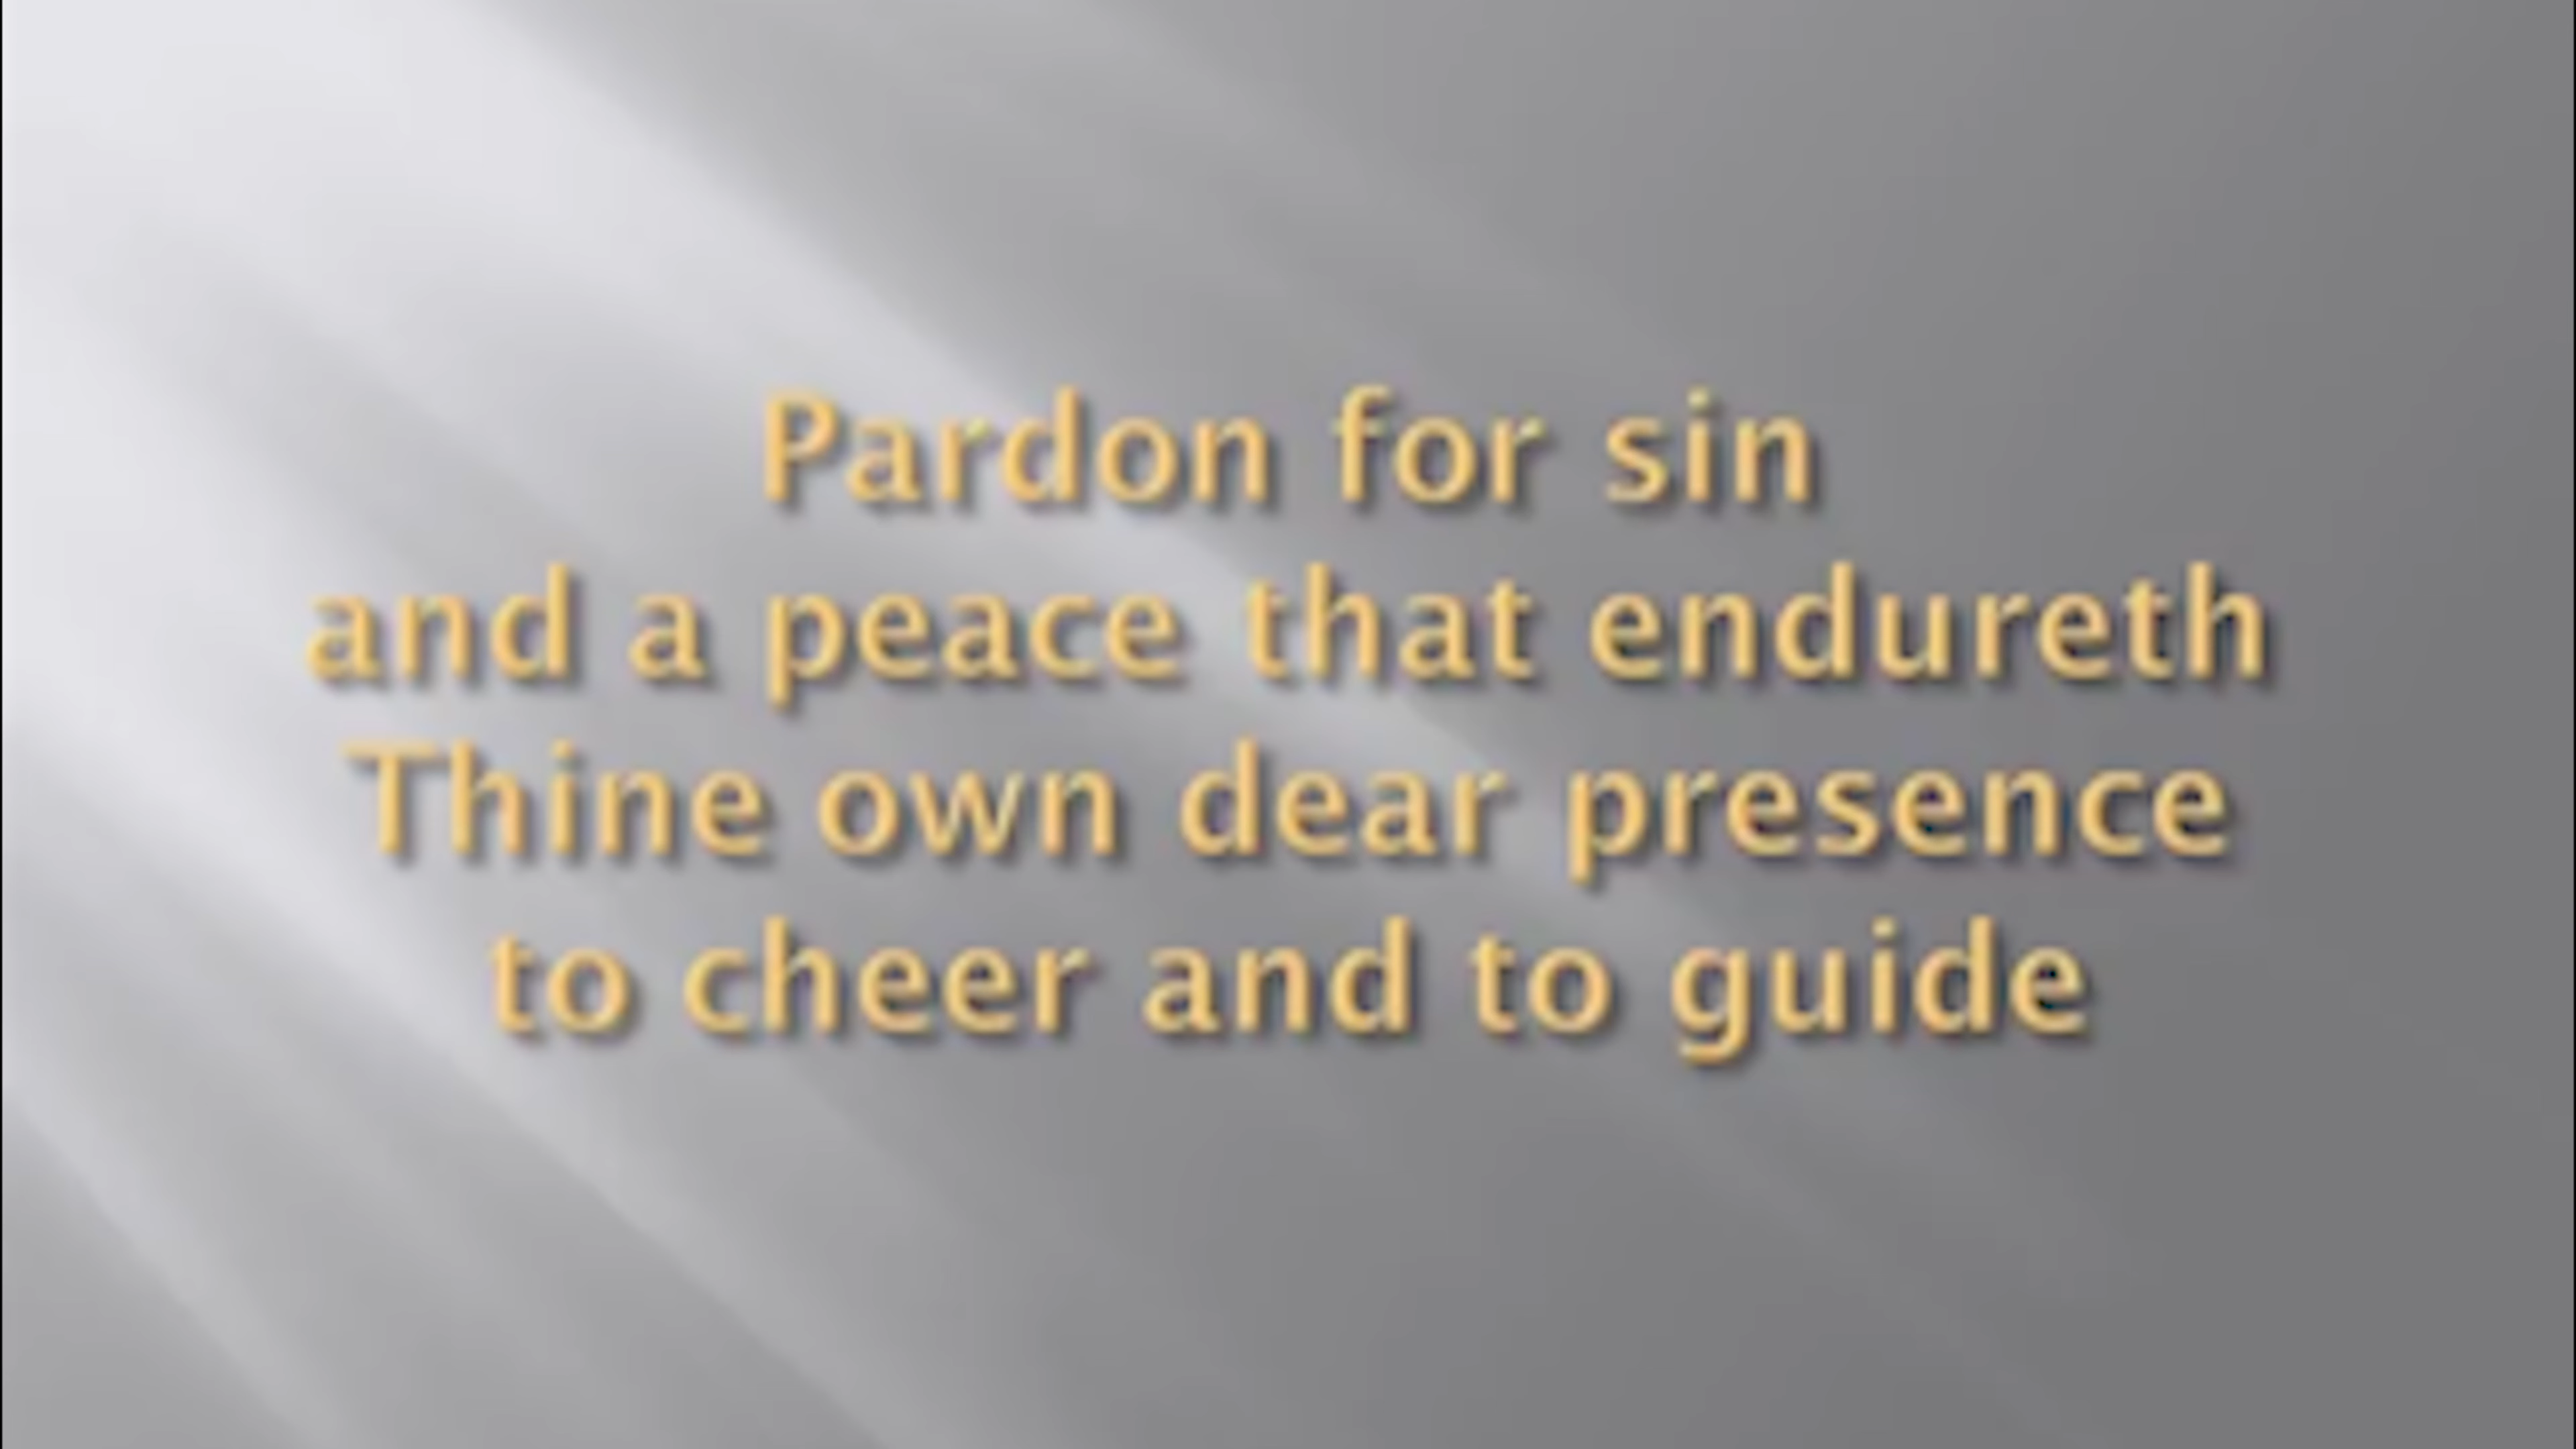 Pardon for sin
and a peace that endureth
Thine own dear presence
to cheer and to guide